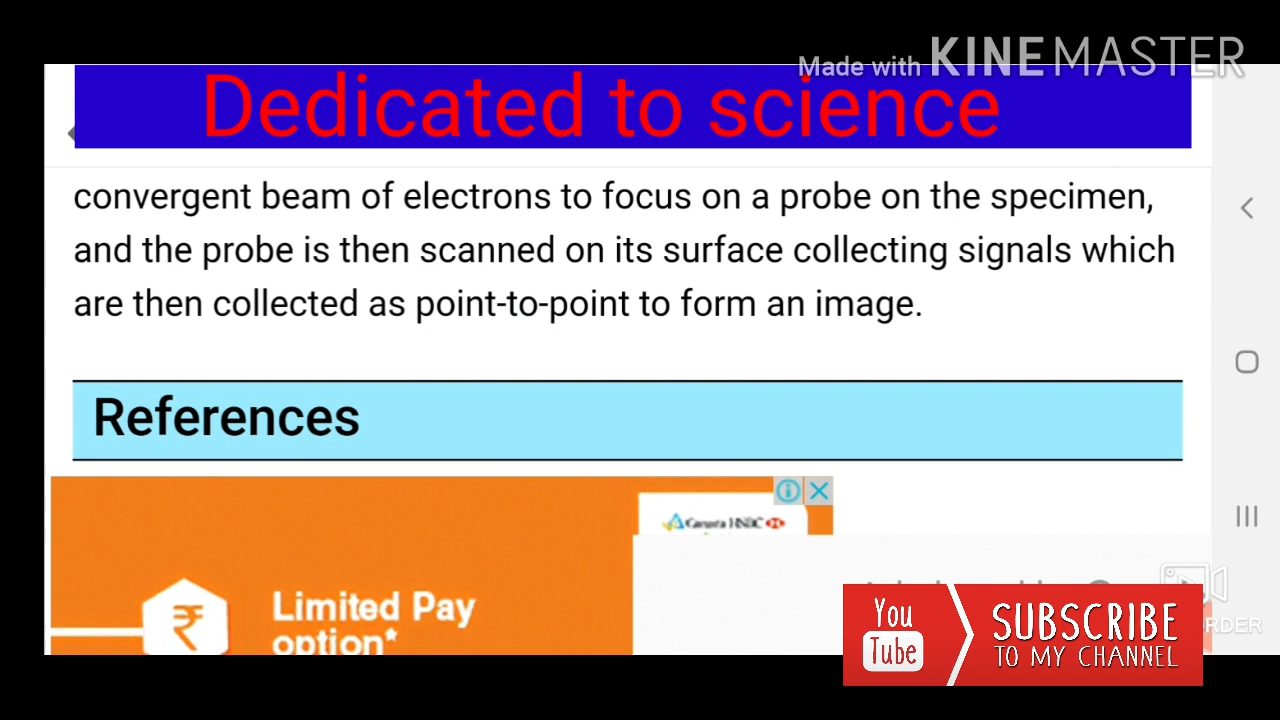 Made with KINEMASTER
Dedicated to science
convergent beam of electrons to focus on a probe on the specimen,
and the probe is then scanned on its surface collecting signals which
are then collected as point-to-point to form an image.
References
Canara HSBC
Limited Pay
option*
You
Tube
SUBSCRIBE
TO MY CHANNEL